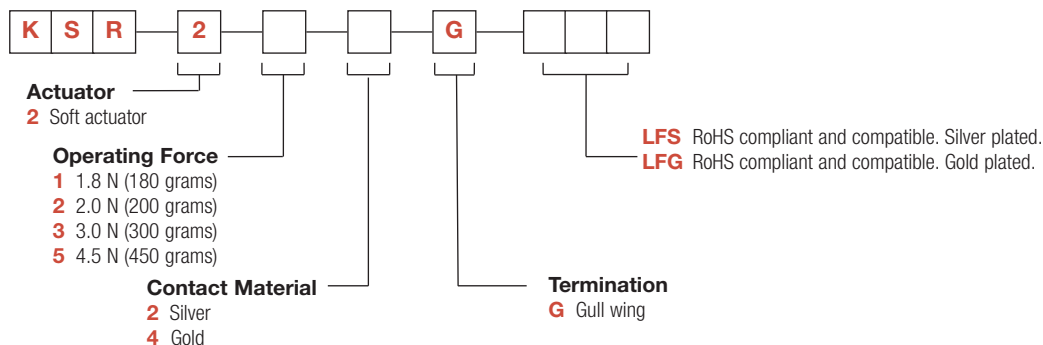 K S R 2 G
Actuator
2 Soft actuator
Operating Force
1 1.8 N (180 grams)
2 2.0 N (200 grams)
3 3.0 N (300 grams)
5 4.5 N (450 grams)
Contact Material
2 Silver
4 Gold
Termination
G Gull wing
LFS RoHS compliant and compatible. Silver plated.
LFG RoHS compliant and compatible. Gold plated.